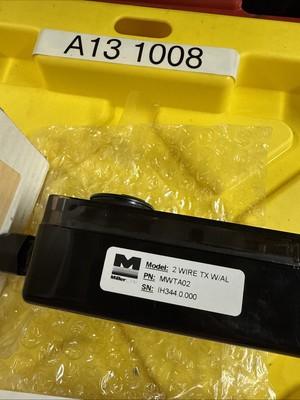 A13 1008
M
Model: 2 WIRE TX W/AL
PN: MWTA02
SN: IH344 0.000